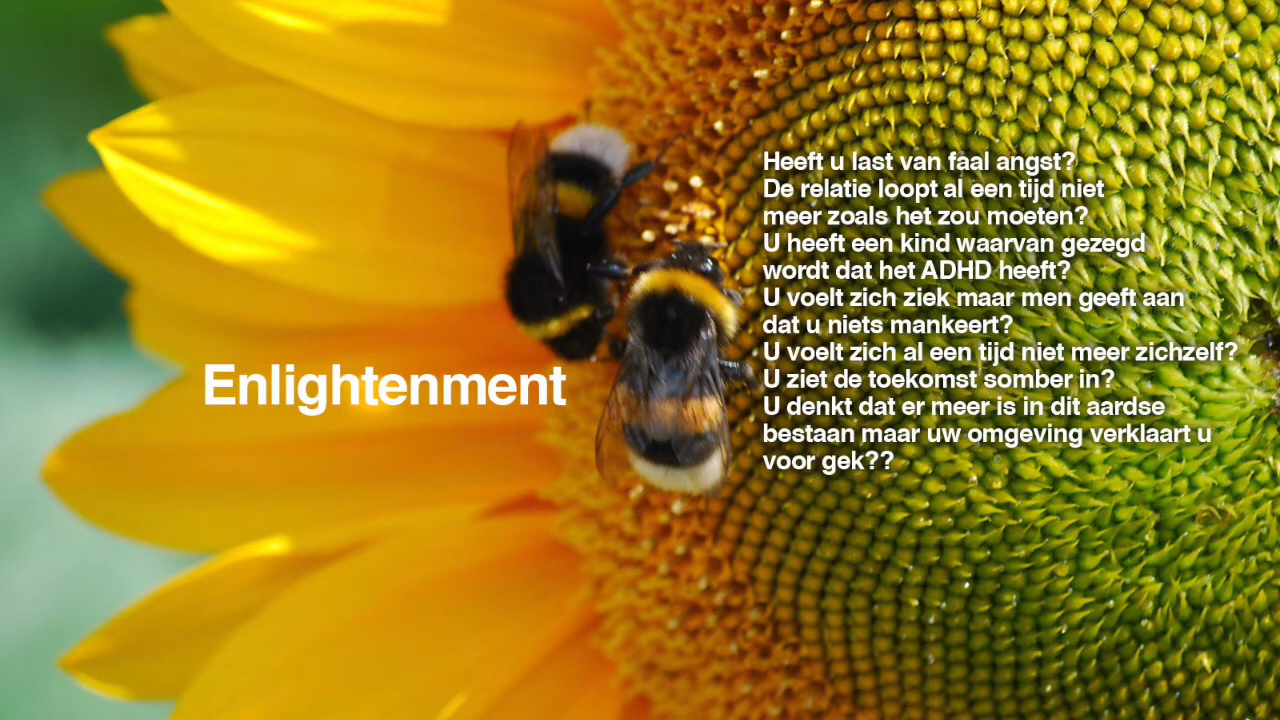 Enlightenment
Heeft u last van faal angst?
De relatie loopt al een tijd niet
meer zoals het zou moeten?
U heeft een kind waarvan gezegd
wordt dat het ADHD heeft?
U voelt zich ziek maar men geeft aan
dat u niets mankeert?
U voelt zich al een tijd niet meer zichzelf?
U ziet de toekomst somber in?
U denkt dat er meer is in dit aardse
bestaan maar uw omgeving verklaart u
voor gek??